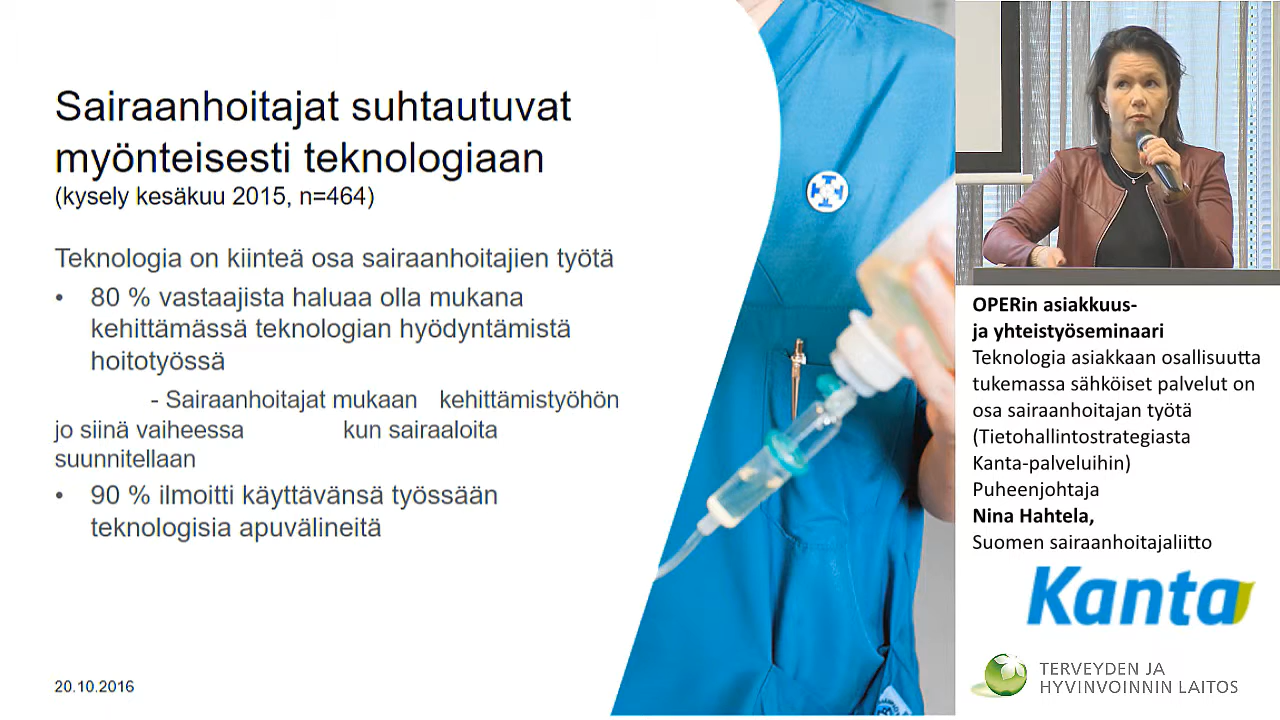 Sairaanhoitajat suhtautuvat
myönteisesti teknologiaan
(kysely kesäkuu 2015, n=464)
Teknologia on kiinteä osa sairaanhoitajien työtä
• 80 % vastaajista haluaa olla mukana
kehittämässä teknologian hyödyntämistä
hoitotyössä
- Sairaanhoitajat mukaan kehittämistyöhön
jo siinä vaiheessa kun sairaaloita
suunnitellaan
• 90 % ilmoitti käyttävänsä työssään
teknologisia apuvälineitä
20.10.2016
OPERin asiakkuus-
ja yhteistyöseminaari
Teknologia asiakkaan osallisuutta
tukemassa sähköiset palvelut on
osa sairaanhoitajan työtä
(Tietohallintostrategiasta
Kanta-palveluihin)
Puheenjohtaja
Nina Hahtela,
Suomen sairaanhoitajaliitto
Kanta
TERVEYDEN JA
HYVINVOINNIN LAITOS